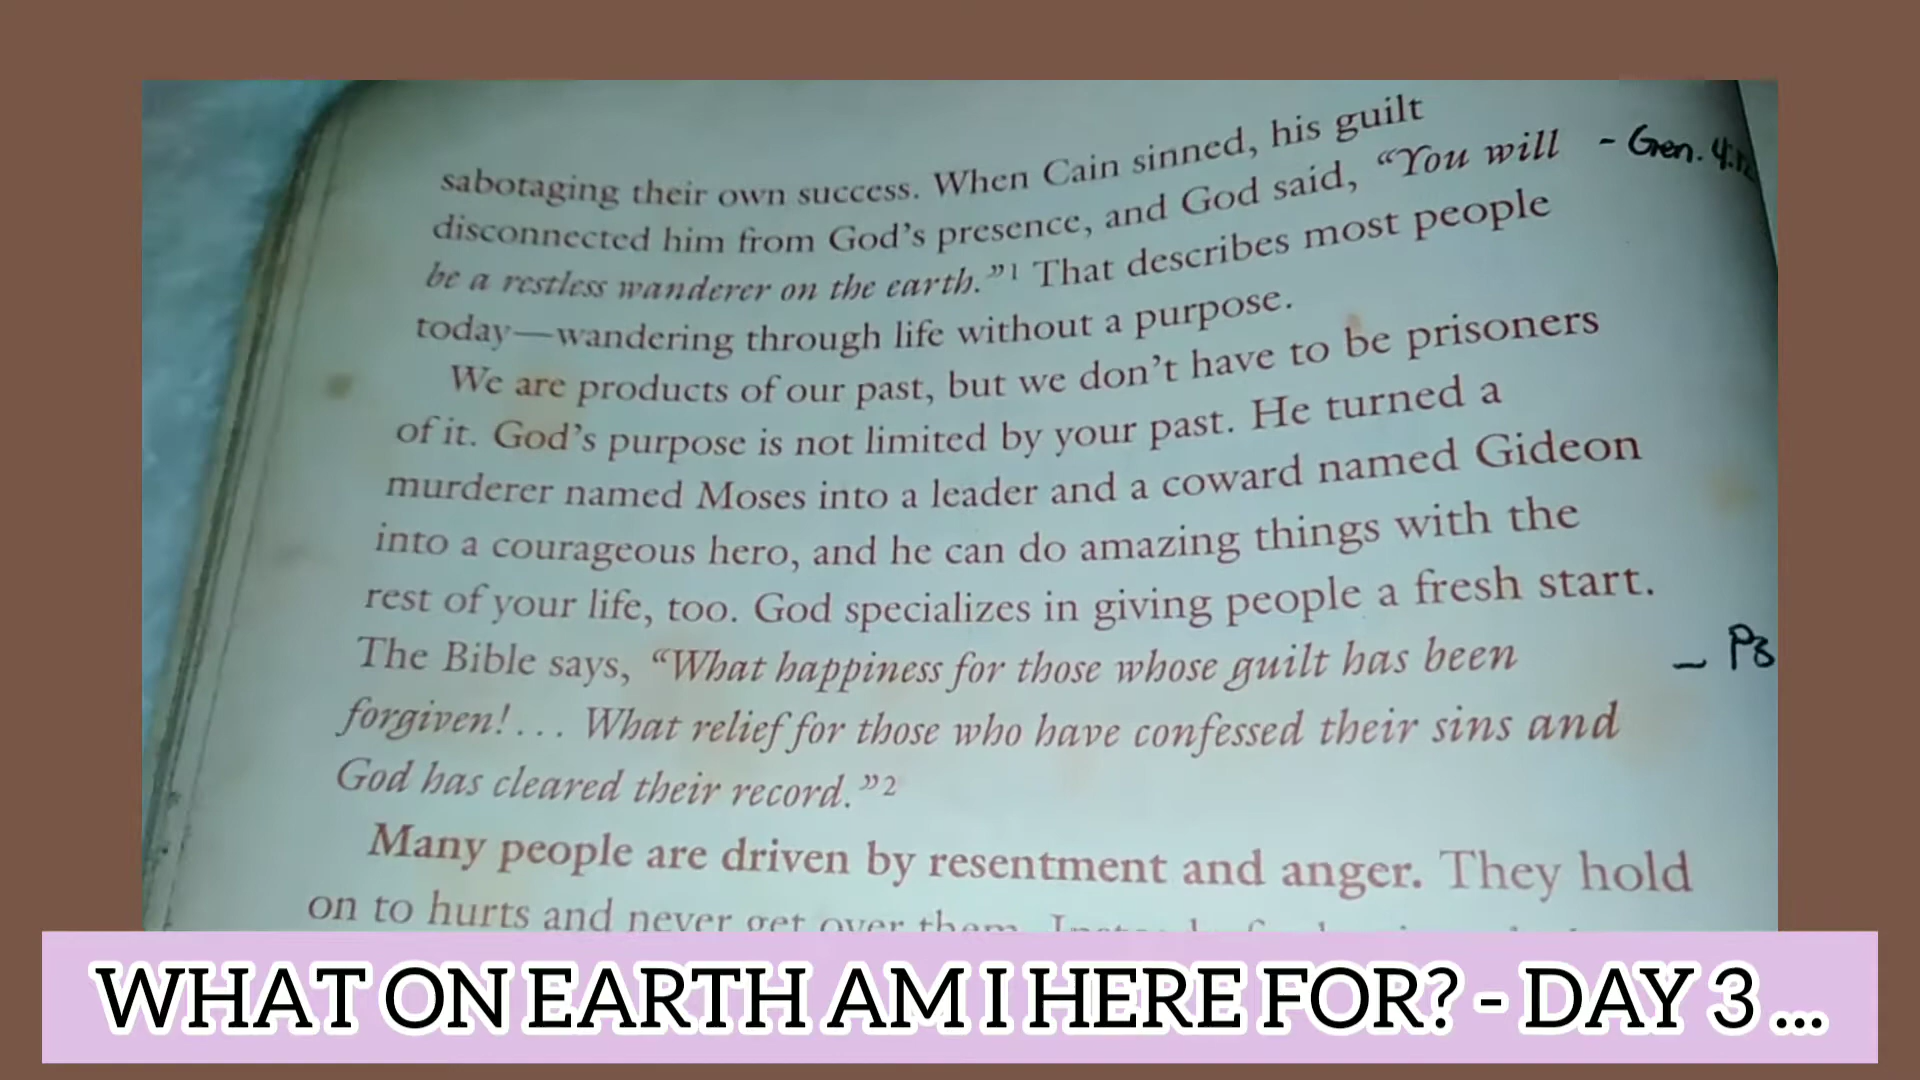 sabotaging their own success. When Cain sinned, his guilt
disconnected him from God's presence, and God said, “You will - Gen. 4:12
be a restless wanderer on the earth.”1 That describes most people
today—wandering through life without a purpose.
We are products of our past, but we don't have to be prisoners
of it. God's purpose is not limited by your past. He turned a
murderer named Moses into a leader and a coward named Gideon
into a courageous hero, and he can do amazing things with the
rest of your life, too. God specializes in giving people a fresh start.
The Bible says, “What happiness for those whose guilt has been
forgiven! . . . What relief for those who have confessed their sins and
God has cleared their record.”2
Many people are driven by resentment and anger. They hold
on to hurts and never get over them.
WHAT ON EARTH AM I HERE FOR? - DAY 3 ...